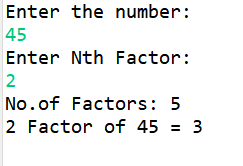 Enter the number:
45
Enter Nth Factor:
2
No.of Factors: 5
2 Factor of 45 = 3